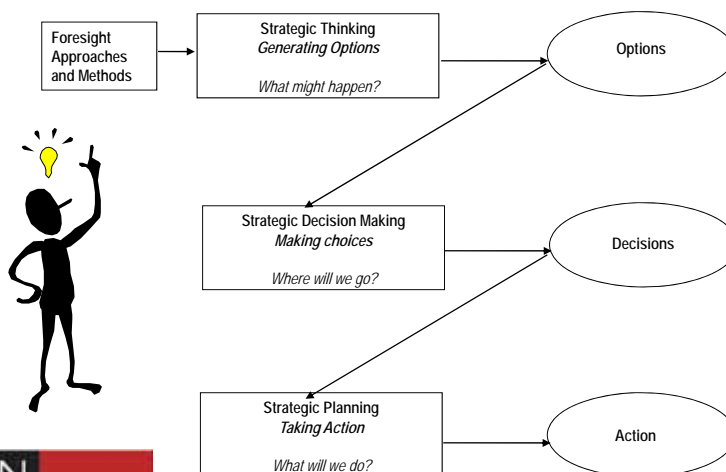 Foresight
Approaches
and Methods
Strategic Thinking
Generating Options
What might happen?
Options
Strategic Decision Making
Making choices
Where will we go?
Decisions
Strategic Planning
Taking Action
What will we do?
Action